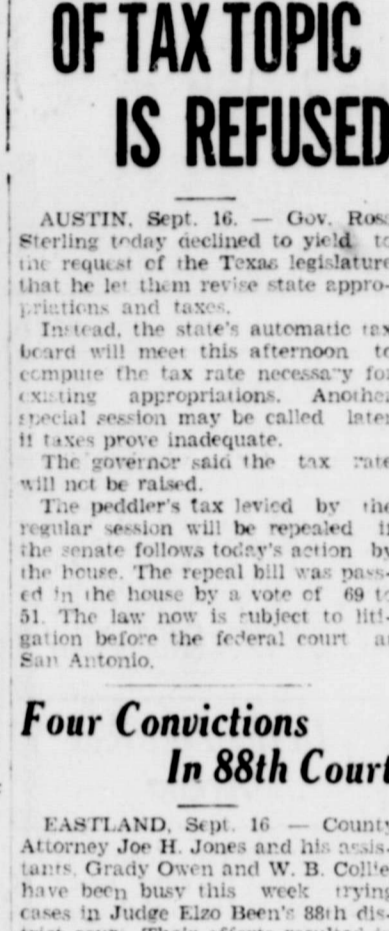 OF TAX TOPIC
IS REFUSED
AUSTIN, Sept. 16. — Gov. Ros
Sterling today declined to yield to
the request of the Texas legislature
that he let them revise state appro-
priations and taxes.
Instead, the state's automatic tax
board will meet this afternoon to
compute the tax rate necessary for
existing appropriations. Another
special session may be called later
if taxes prove inadequate.
The governor said the tax rate
will not be raised.
The peddler's tax levied by the
regular session will be repealed if
the senate follows today's action by
the house. The repeal bill was pass-
ed in the house by a vote of 69 to
51. The law now is subject to liti-
gation before the federal court at
San Antonio.
Four Convictions
In 88th Court
EASTLAND, Sept. 16 — County
Attorney Joe H. Jones and his assis-
tants, Grady Owen and W. B. Collie
have been busy this week trying
cases in Judge Elzo Been's 88th dis-